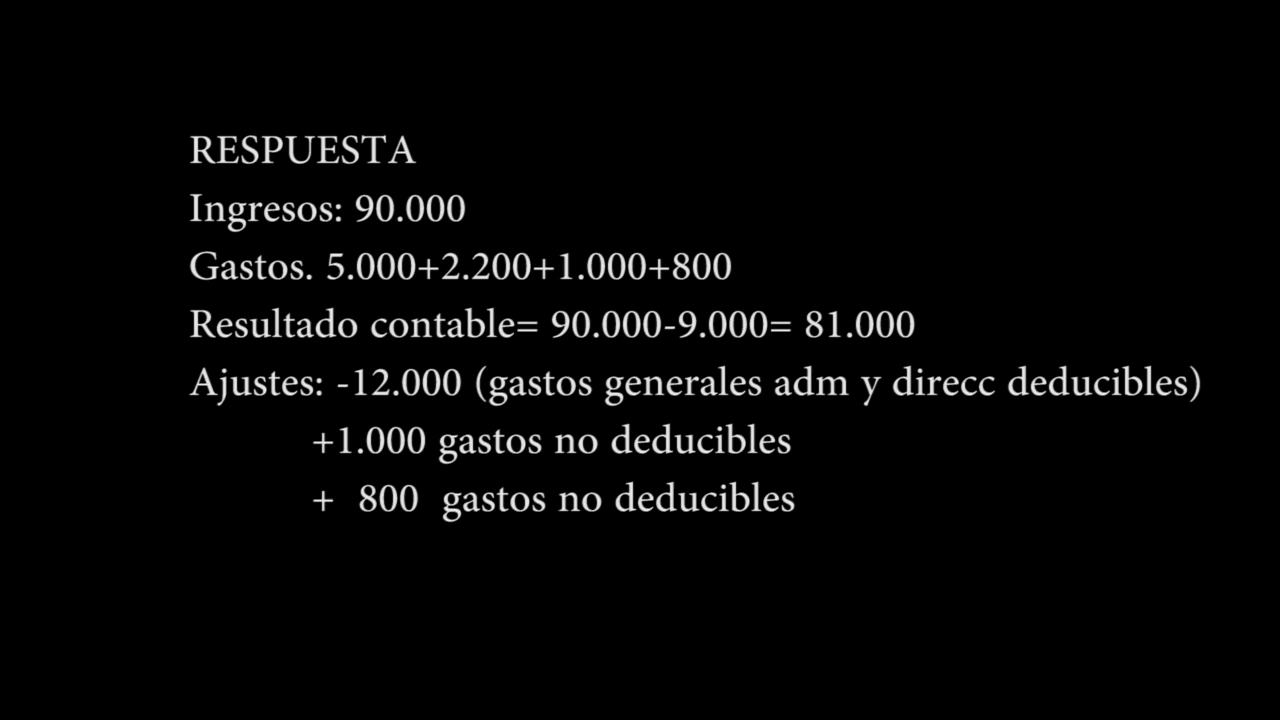 RESPUESTA
Ingresos: 90.000
Gastos. 5.000+2.200+1.000+800
Resultado contable= 90.000-9.000= 81.000
Ajustes: -12.000 (gastos generales adm y direcc deducibles)
+1.000 gastos no deducibles
+ 800 gastos no deducibles